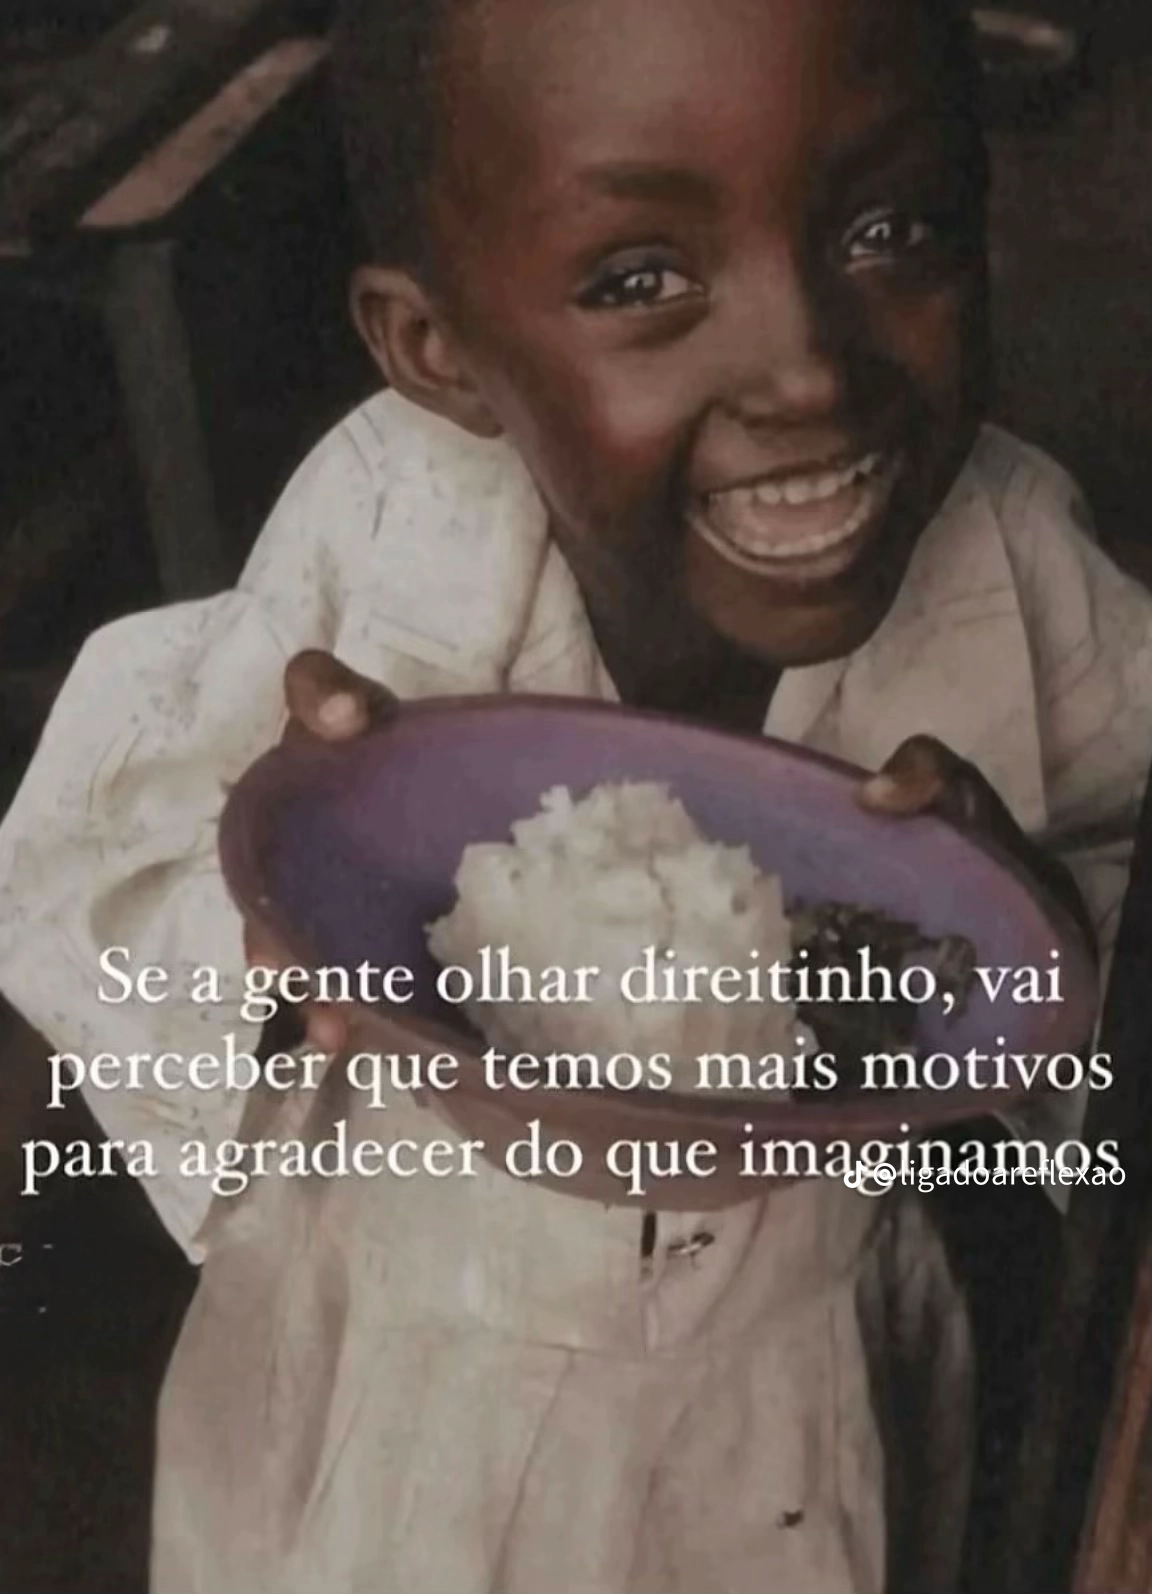 Se a gente olhar direitinho, vai
perceber que temos mais motivos
para agradecer do que imaginamos
@ligadoareflexao